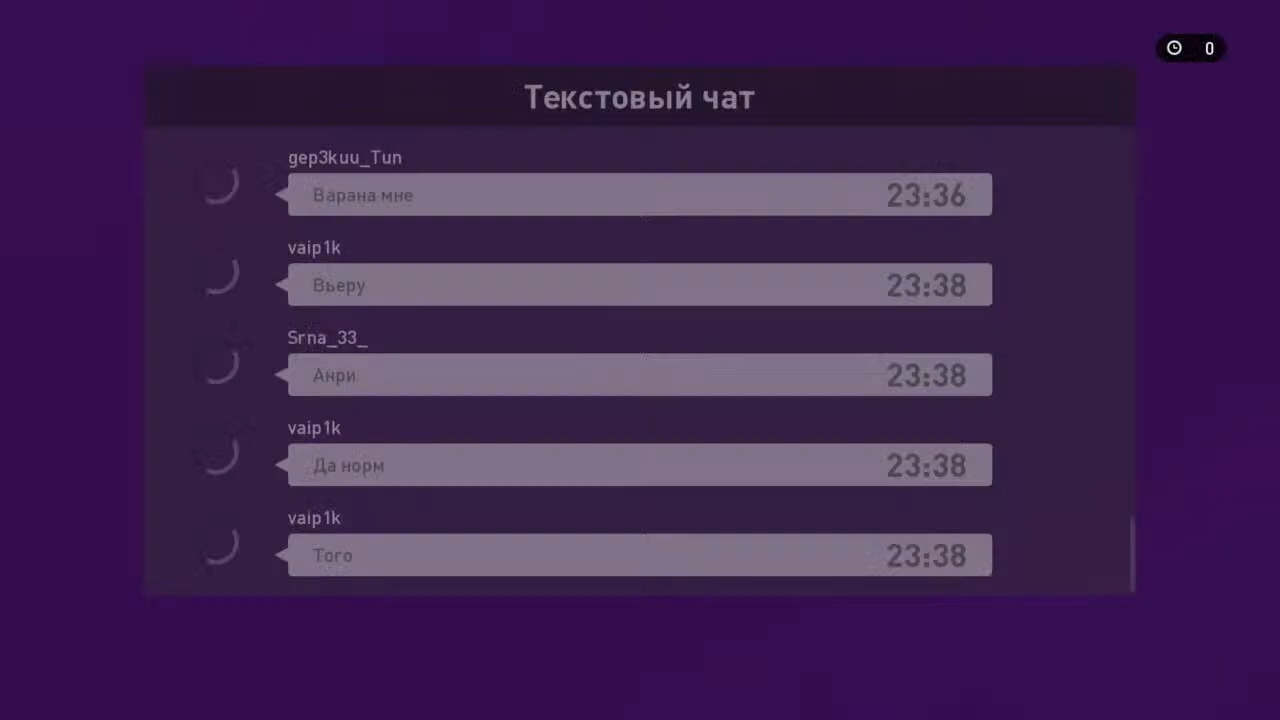 0
Текстовый чат
gep3kuu_Tun
Варана мне 23:36
vaip1k
Вьеру 23:38
Srna_33_
Анри 23:38
vaip1k
Да норм 23:38
vaip1k
Того 23:38